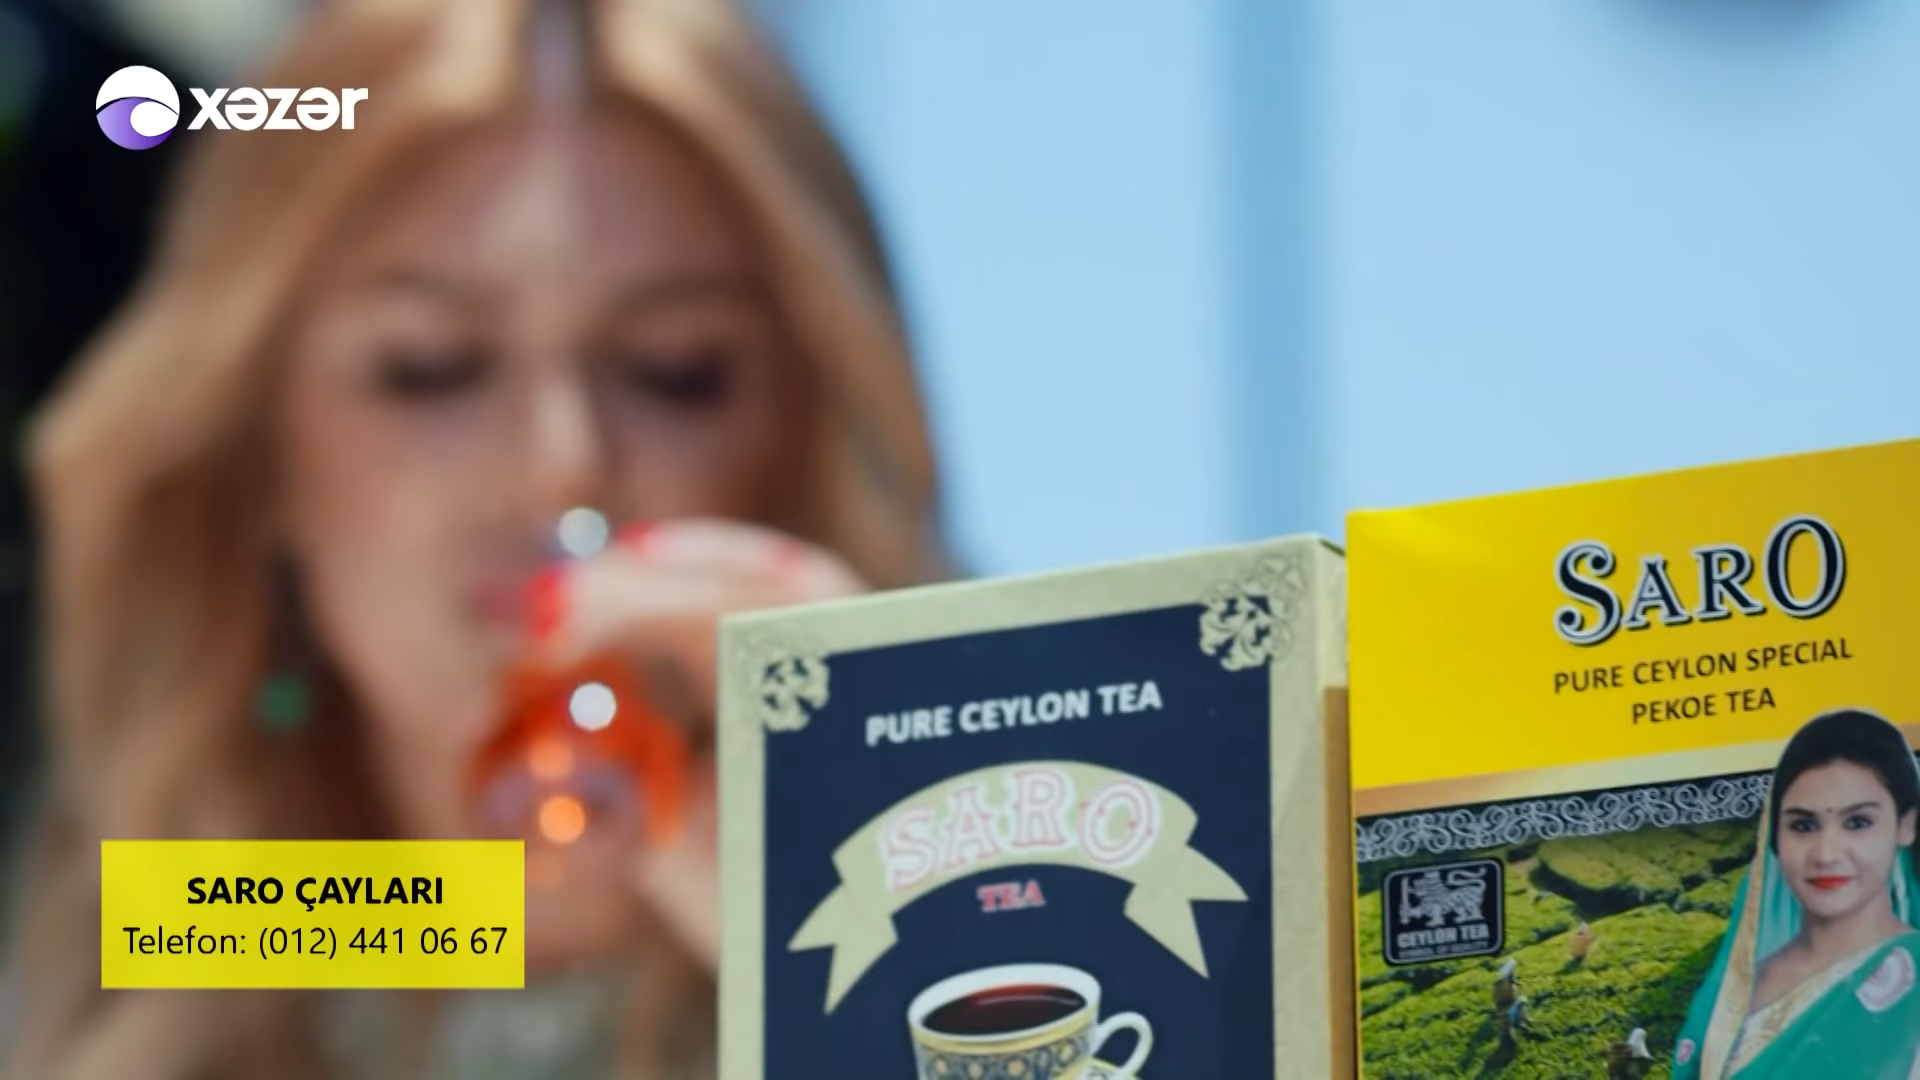 xəzər
SARO
PURE CEYLON SPECIAL
PEKOE TEA
PURE CEYLON TEA
SARO
TEA
CEYLON TEA
SARO ÇAYLARI
Telefon: (012) 441 06 67